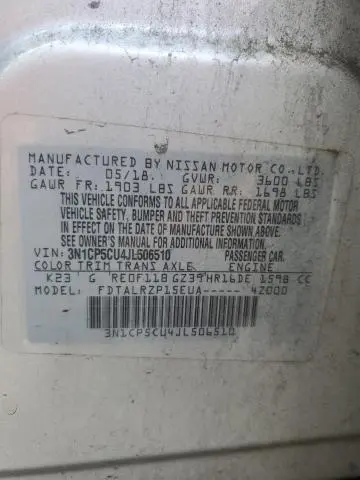 MANUFACTURED BY NISSAN MOTOR CO., LTD.
DATE: 05/18 GVWR: 3600 LBS
GAWR FR: 1903 LBS GAWR RR: 1698 LBS
THIS VEHICLE CONFORMS TO ALL APPLICABLE FEDERAL MOTOR
VEHICLE SAFETY, BUMPER AND THEFT PREVENTION STANDARDS
IN EFFECT ON THE DATE OF MANUFACTURE SHOWN ABOVE.
SEE OWNER'S MANUAL FOR ADDITIONAL INFORMATION.
VIN: 3N1CP5CU4JL506510 PASSENGER CAR.
COLOR TRIM TRANS AXLE ENGINE
K23 G RE0F11B GZ39 HR16DE 1598 CC
MODEL: FDTALRZP15EUA----- 42000
3N1CP5CU4JL506510